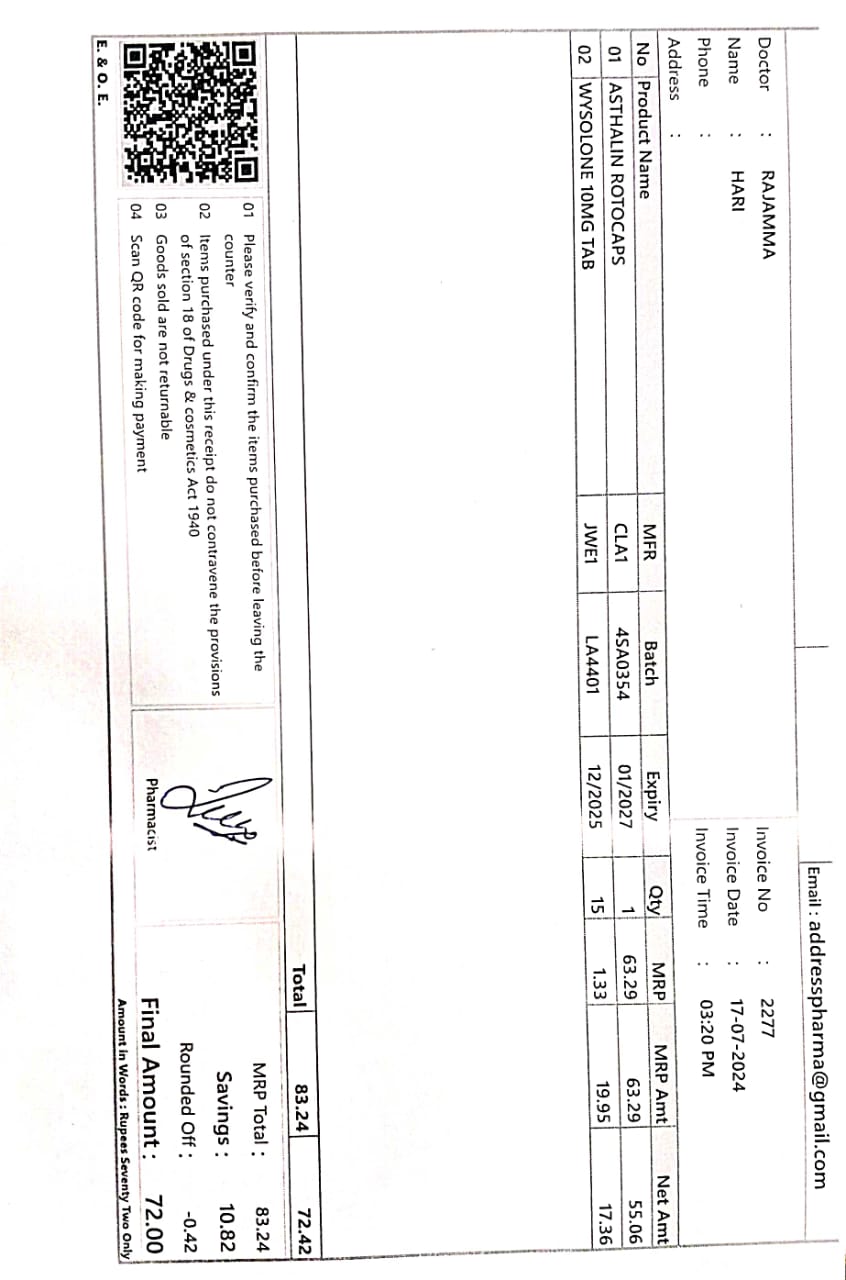 Email : addresspharma@gmail.com
Doctor : RAJAMMA
Name : HARI
Phone :
Address :
Invoice No : 2277
Invoice Date : 17-07-2024
Invoice Time : 03:20 PM
No Product Name MFR Batch Expiry Qty MRP MRP Amt Net Amt
01 ASTHALIN ROTOCAPS CLA1 4SA0354 01/2027 1 63.29 63.29 55.06
02 WYSOLONE 10MG TAB JWE1 LA4401 12/2025 15 1.33 19.95 17.36
Total 83.24 72.42
01 Please verify and confirm the items purchased before leaving the
counter
02 Items purchased under this receipt do not contravene the provisions
of section 18 of Drugs & cosmetics Act 1940
03 Goods sold are not returnable
04 Scan QR code for making payment
Pharmacist
MRP Total : 83.24
Savings : 10.82
Rounded Off : -0.42
Final Amount : 72.00
Amount in Words : Rupees Seventy Two Only
E. & O. E.